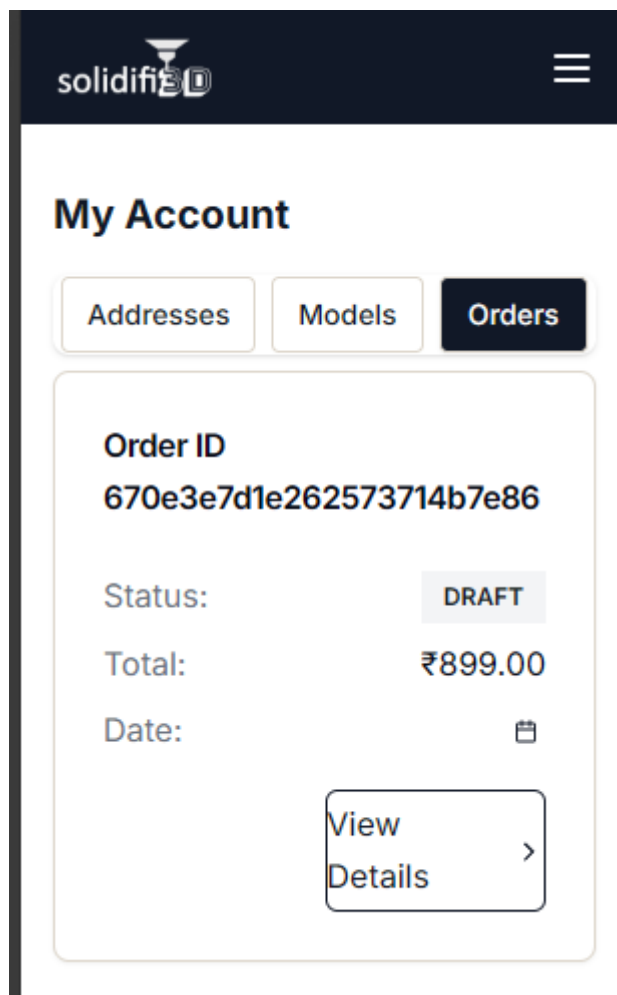 solidifi3D
My Account
Addresses Models Orders
Order ID
670e3e7d1e262573714b7e86
Status: DRAFT
Total: ₹899.00
Date:
View
Details